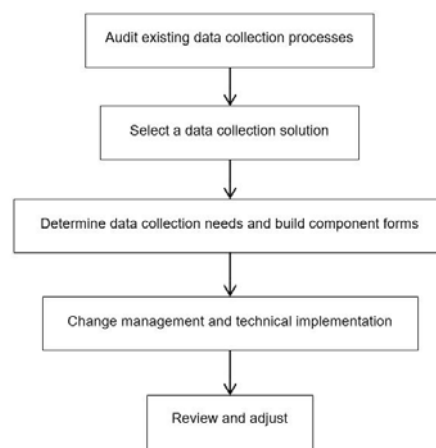 Audit existing data collection processes
Select a data collection solution
Determine data collection needs and build component forms
Change management and technical implementation
Review and adjust